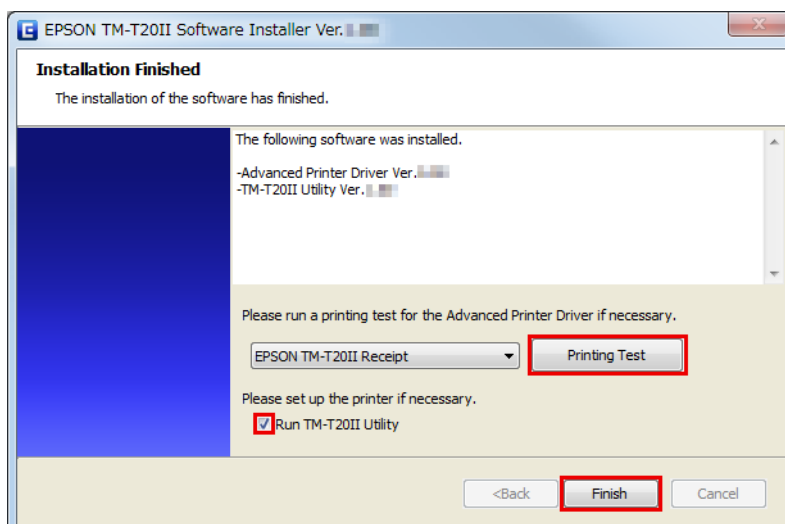 EPSON TM-T20II Software Installer Ver.
Installation Finished
The installation of the software has finished.
The following software was installed.
-Advanced Printer Driver Ver.
-TM-T20II Utility Ver.
Please run a printing test for the Advanced Printer Driver if necessary.
EPSON TM-T20II Receipt
Printing Test
Please set up the printer if necessary.
Run TM-T20II Utility
<Back
Finish
Cancel